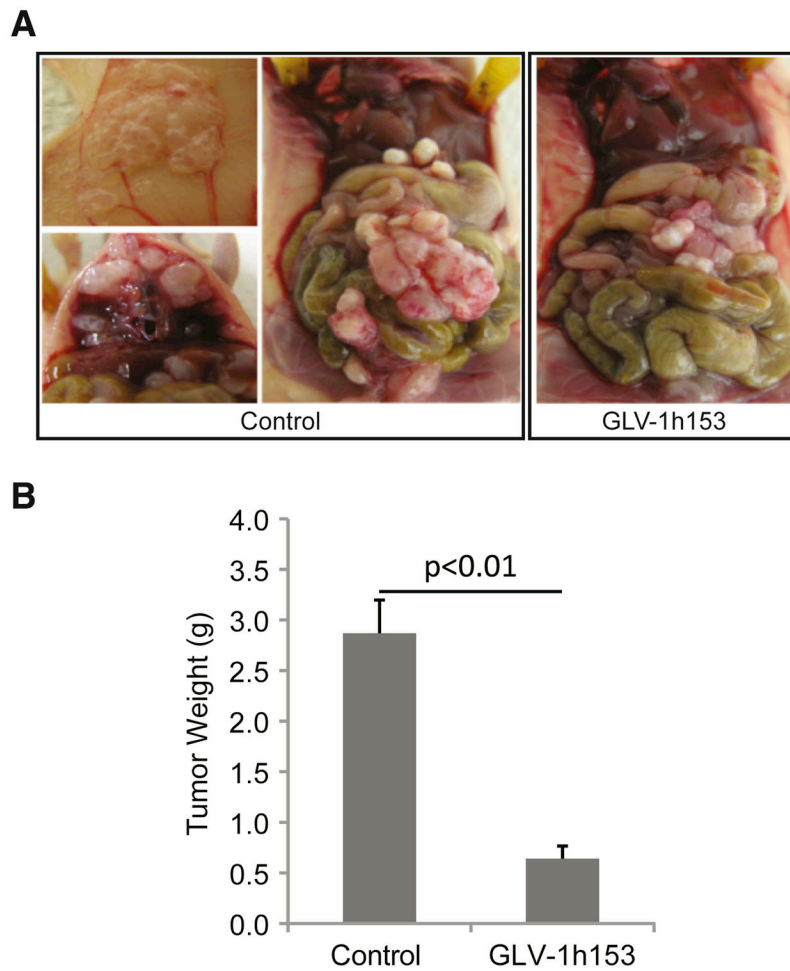 A
Control
GLV-1h153
B
4.0
3.5
3.0
2.5
2.0
1.5
1.0
0.5
0.0
Tumor Weight (g)
p<0.01
Control
GLV-1h153